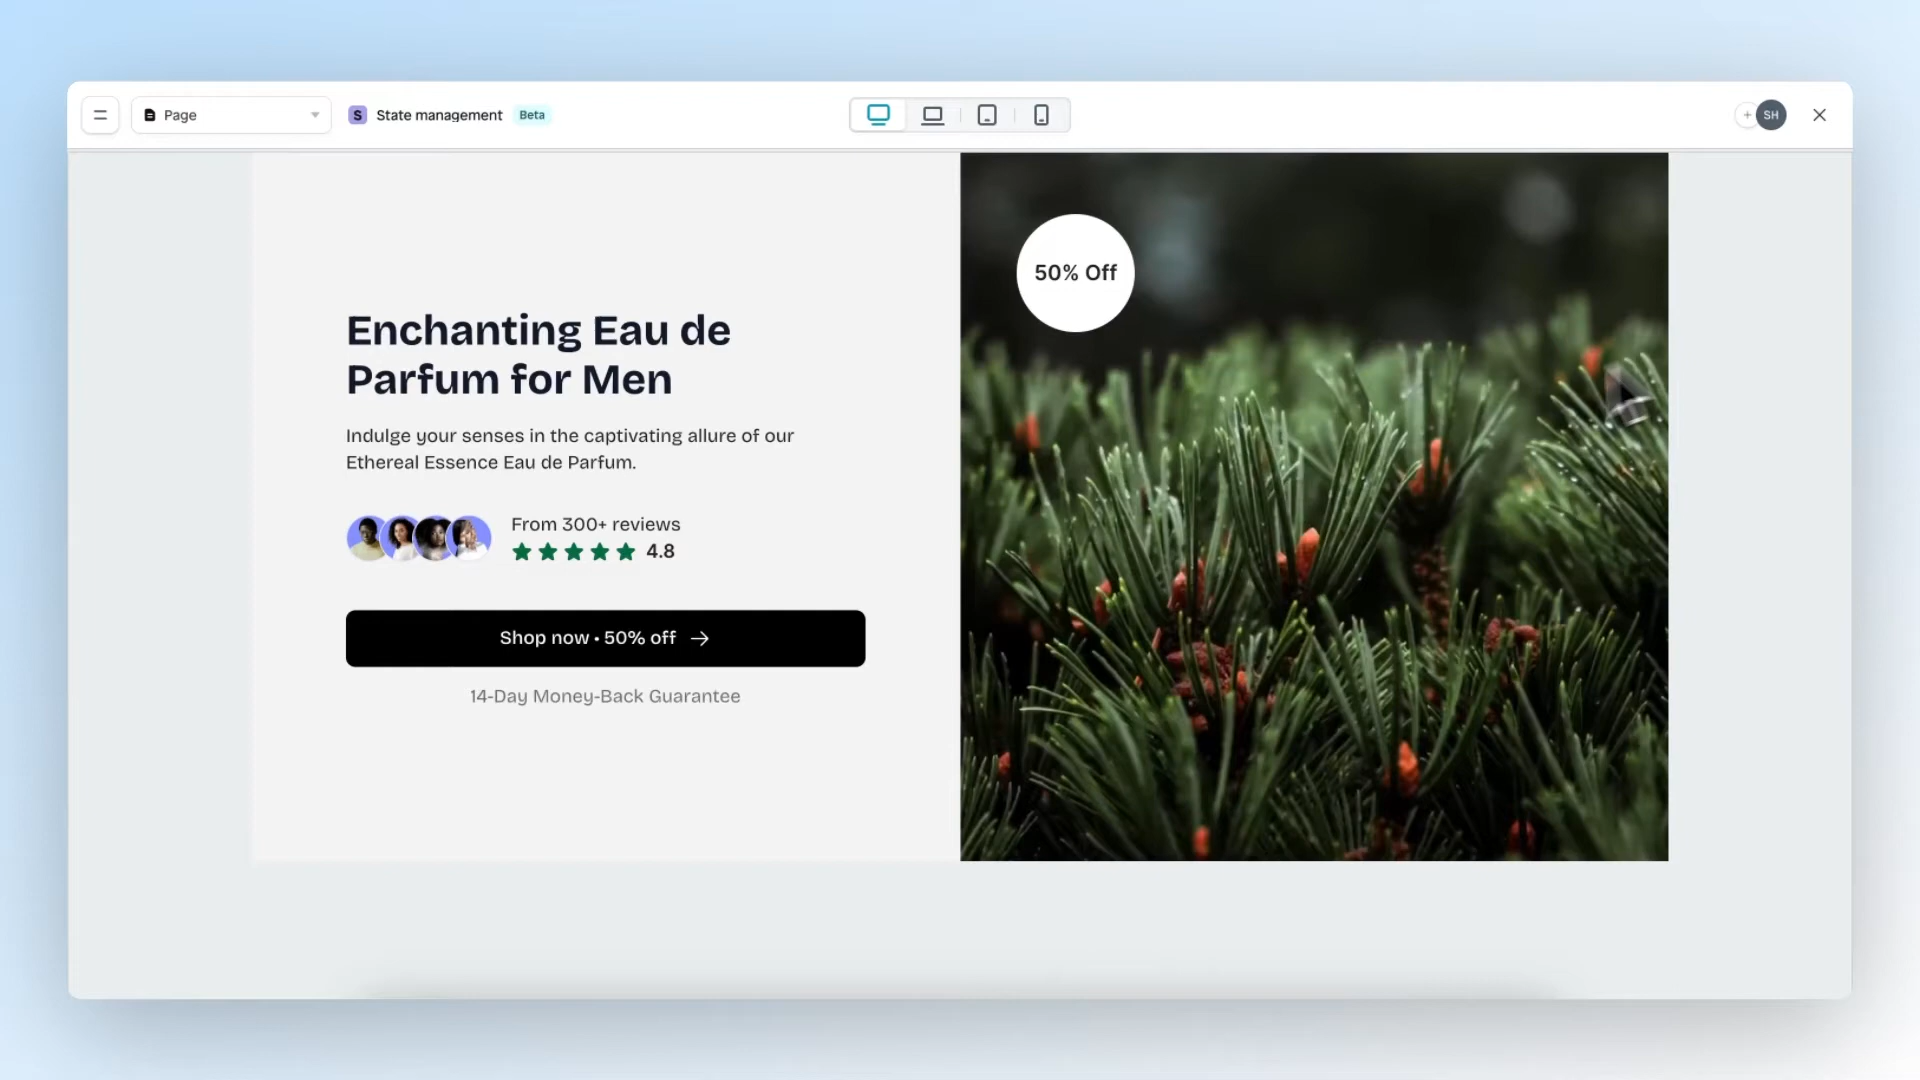 Page
S State management Beta
SH
50% Off
Enchanting Eau de
Parfum for Men
Indulge your senses in the captivating allure of our
Ethereal Essence Eau de Parfum.
From 300+ reviews
4.8
Shop now • 50% off →
14-Day Money-Back Guarantee